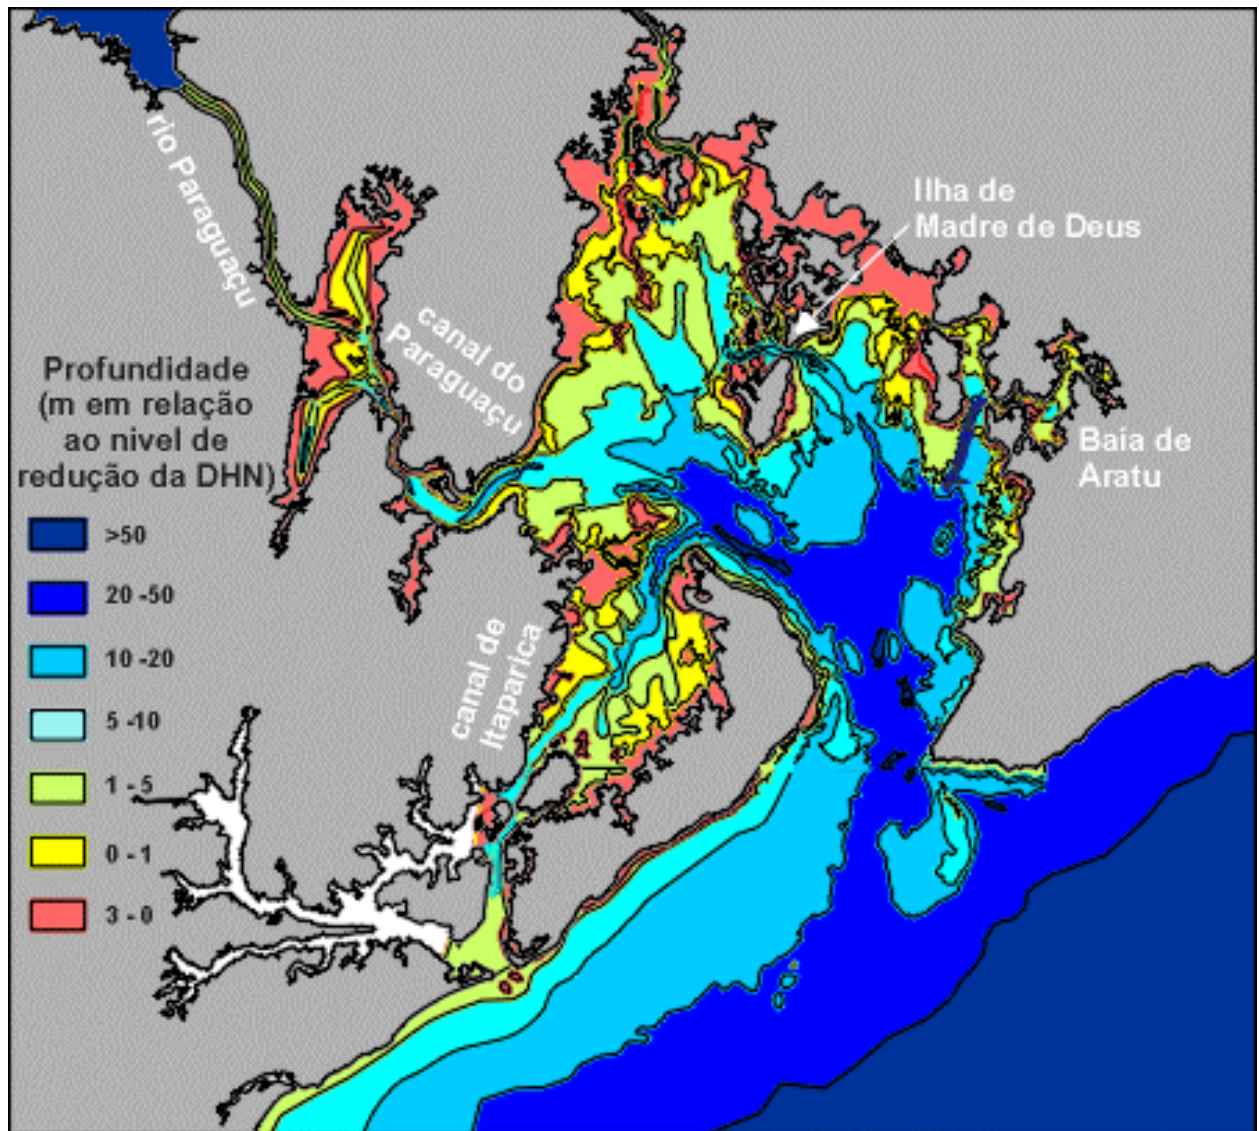 rio Paraguaçu
Ilha de
Madre de Deus
canal do
Paraguaçu
Profundidade
(m em relação
ao nivel de
redução da DHN)
Baía de
Aratu
>50
20 -50
10 -20
5 -10
1 - 5
0 - 1
3 - 0
canal de
Itaparica